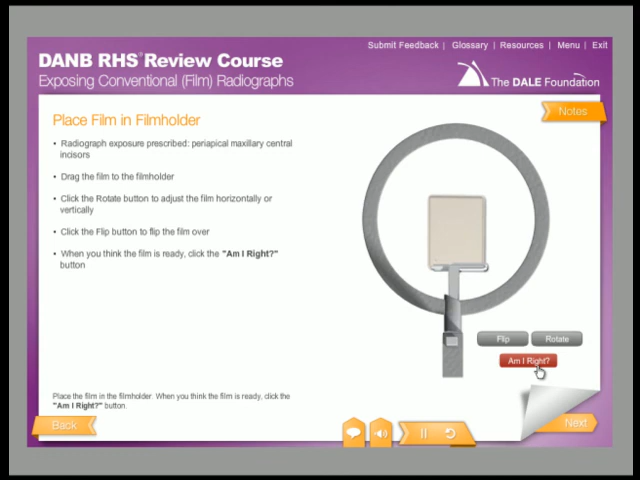 Submit Feedback | Glossary | Resources | Menu | Exit
DANB RHS® Review Course
Exposing Conventional (Film) Radiographs
The DALE Foundation
Notes
Place Film in Filmholder
• Radiograph exposure prescribed: periapical maxillary central
incisors
• Drag the film to the filmholder
• Click the Rotate button to adjust the film horizontally or
vertically
• Click the Flip button to flip the film over
• When you think the film is ready, click the "Am I Right?"
button
Flip
Rotate
Am I Right?
Place the film in the filmholder. When you think the film is ready, click the
"Am I Right?" button.
Back
Next